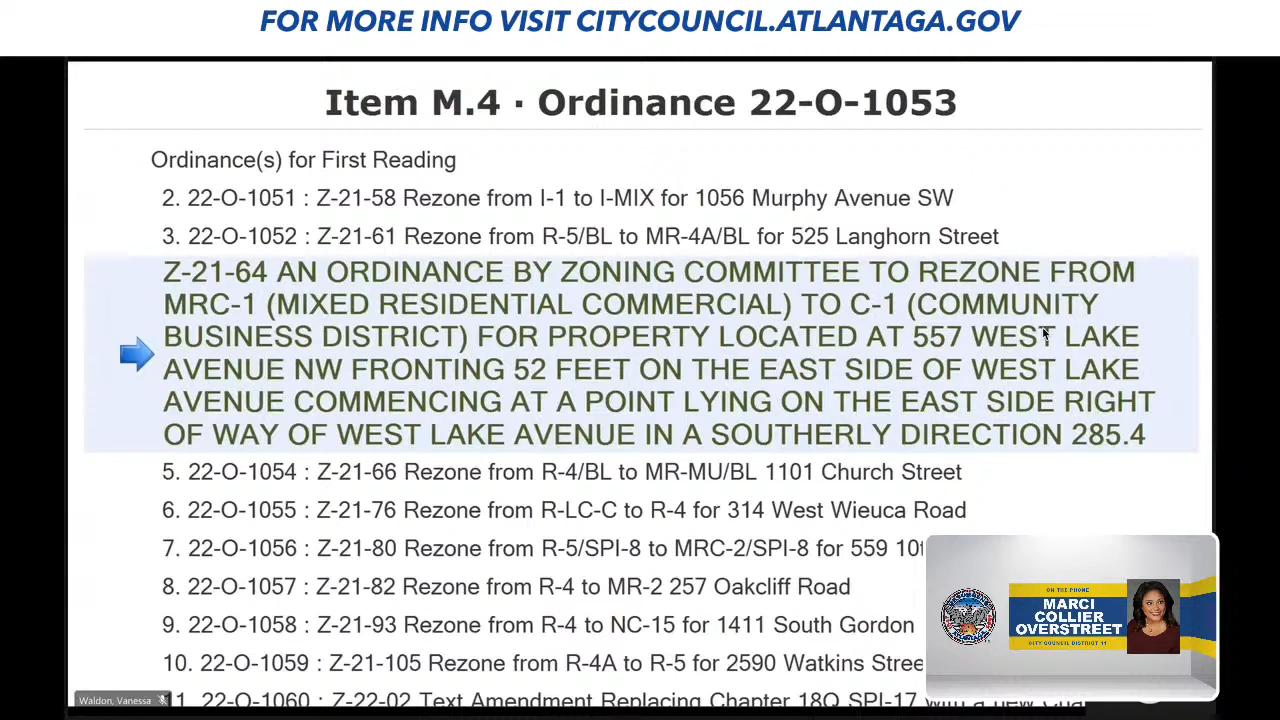 FOR MORE INFO VISIT CITYCOUNCIL.ATLANTAGA.GOV
Item M.4 · Ordinance 22-O-1053
Ordinance(s) for First Reading
2. 22-O-1051 : Z-21-58 Rezone from I-1 to I-MIX for 1056 Murphy Avenue SW
3. 22-O-1052 : Z-21-61 Rezone from R-5/BL to MR-4A/BL for 525 Langhorn Street
Z-21-64 AN ORDINANCE BY ZONING COMMITTEE TO REZONE FROM
MRC-1 (MIXED RESIDENTIAL COMMERCIAL) TO C-1 (COMMUNITY
BUSINESS DISTRICT) FOR PROPERTY LOCATED AT 557 WEST LAKE
AVENUE NW FRONTING 52 FEET ON THE EAST SIDE OF WEST LAKE
AVENUE COMMENCING AT A POINT LYING ON THE EAST SIDE RIGHT
OF WAY OF WEST LAKE AVENUE IN A SOUTHERLY DIRECTION 285.4
5. 22-O-1054 : Z-21-66 Rezone from R-4/BL to MR-MU/BL 1101 Church Street
6. 22-O-1055 : Z-21-76 Rezone from R-LC-C to R-4 for 314 West Wieuca Road
7. 22-O-1056 : Z-21-80 Rezone from R-5/SPI-8 to MRC-2/SPI-8 for 559
8. 22-O-1057 : Z-21-82 Rezone from R-4 to MR-2 257 Oakcliff Road
9. 22-O-1058 : Z-21-93 Rezone from R-4 to NC-15 for 1411 South Gordon
10. 22-O-1059 : Z-21-105 Rezone from R-4A to R-5 for 2590 Watkins
22-O-1060 : Z-22-02 Text Amendment Replacing Chapter 18Q SPI-17 with a new
ON THE PHONE
MARCI
COLLIER
OVERSTREET
CITY COUNCIL DISTRICT 11
Waldon, Vanessa